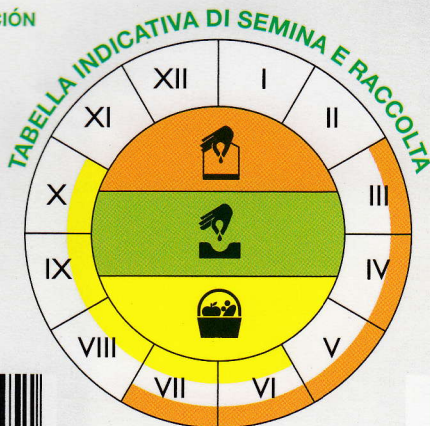 CIÓN
TABELLA INDICATIVA DI SEMINA E RACCOLTA
I
II
III
IV
V
VI
VII
VIII
IX
X
XI
XII